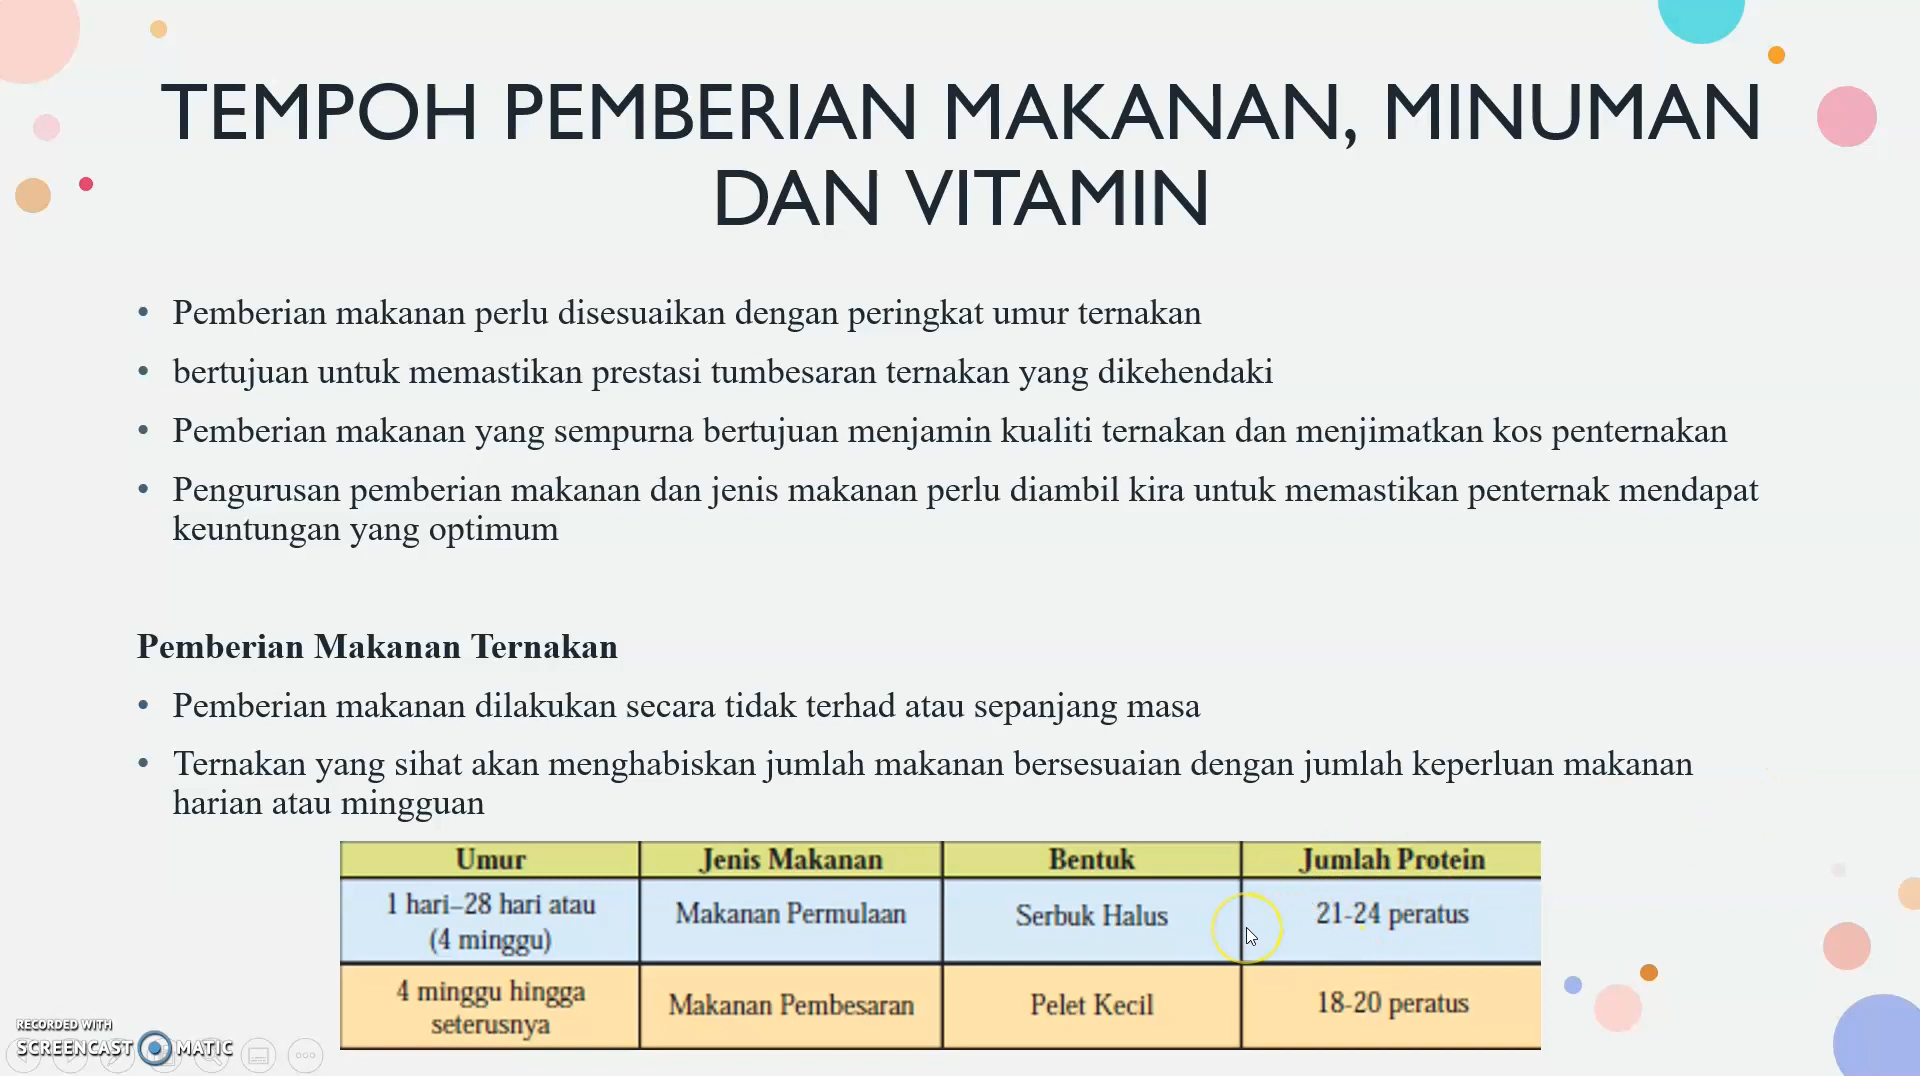 TEMPOH PEMBERIAN MAKANAN, MINUMAN
DAN VITAMIN
• Pemberian makanan perlu disesuaikan dengan peringkat umur ternakan
• bertujuan untuk memastikan prestasi tumbesaran ternakan yang dikehendaki
• Pemberian makanan yang sempurna bertujuan menjamin kualiti ternakan dan menjimatkan kos penternakan
• Pengurusan pemberian makanan dan jenis makanan perlu diambil kira untuk memastikan penternak mendapat
keuntungan yang optimum
Pemberian Makanan Ternakan
• Pemberian makanan dilakukan secara tidak terhad atau sepanjang masa
• Ternakan yang sihat akan menghabiskan jumlah makanan bersesuaian dengan jumlah keperluan makanan
harian atau mingguan
Umur Jenis Makanan Bentuk Jumlah Protein
1 hari–28 hari atau
(4 minggu) Makanan Permulaan Serbuk Halus 21-24 peratus
4 minggu hingga
seterusnya Makanan Pembesaran Pelet Kecil 18-20 peratus
RECORDED WITH
SCREENCAST MATIC